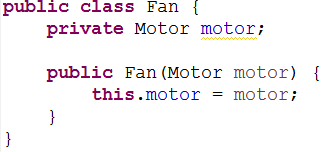 public class Fan {
    private Motor motor;

    public Fan(Motor motor) {
        this.motor = motor;
    }
}